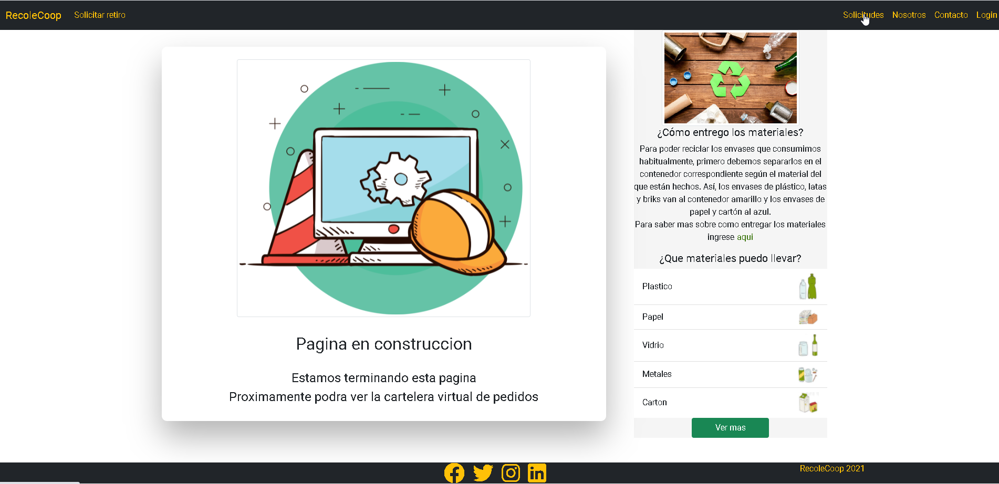 RecoleCoop Solicitar retiro Solicitudes Nosotros Contacto Login
Pagina en construccion
Estamos terminando esta pagina
Proximamente podra ver la cartelera virtual de pedidos
¿Cómo entrego los materiales?
Para poder reciclar los envases que consumimos
habitualmente, primero debemos separarlos en el
contenedor correspondiente según el material del
que están hechos. Así, los envases de plástico, latas
y briks van al contenedor amarillo y los envases de
papel y cartón al azul.
Para saber mas sobre como entregar los materiales
ingrese aqui
¿Que materiales puedo llevar?
Plastico
Papel
Vidrio
Metales
Carton
Ver mas
RecoleCoop 2021